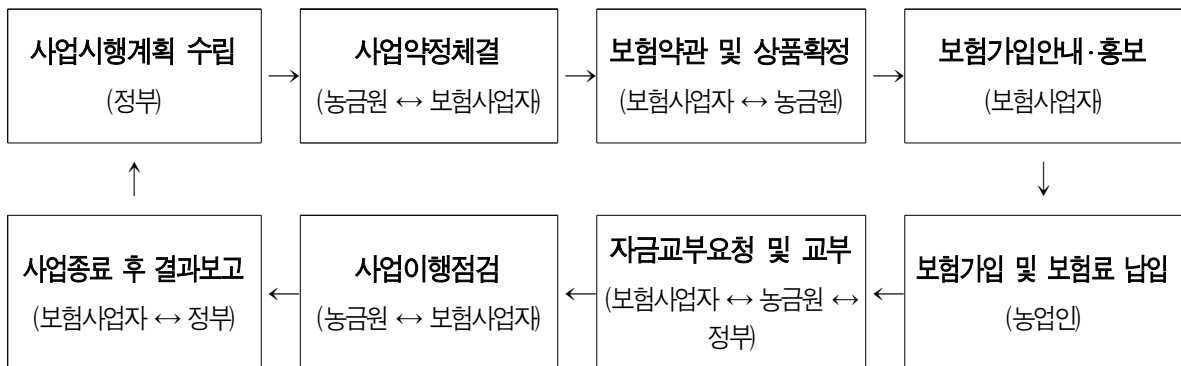 사업시행계획 수립
(정부)
→
사업약정체결
(농금원 ↔ 보험사업자)
→
보험약관 및 상품확정
(보험사업자 ↔ 농금원)
→
보험가입안내·홍보
(보험사업자)
↓
보험가입 및 보험료 납입
(농업인)
←
자금교부요청 및 교부
(보험사업자 ↔ 농금원 ↔
정부)
←
사업이행점검
(농금원 ↔ 보험사업자)
←
사업종료 후 결과보고
(보험사업자 ↔ 정부)
↑